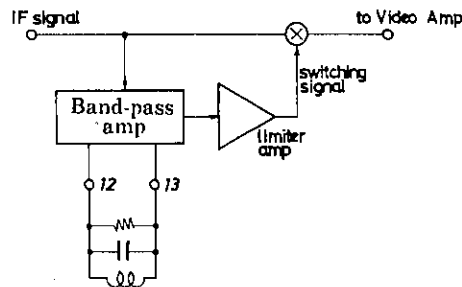 IF signal
to Video Amp
switching
signal
Band-pass
amp
limiter
amp
12
13